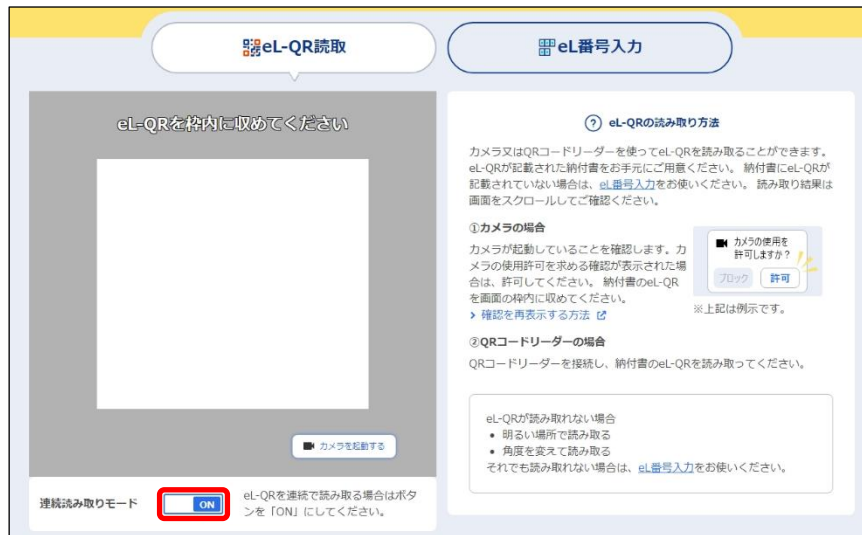 eL-QR読取
eL番号入力
eL-QRを枠内に収めてください
カメラを起動する
連続読み取りモード
ON
eL-QRを連続で読み取る場合はボタ
ンを「ON」にしてください。
? eL-QRの読み取り方法
カメラ又はQRコードリーダーを使ってeL-QRを読み取ることができます。
eL-QRが記載された納付書をお手元にご用意ください。 納付書にeL-QRが
記載されていない場合は、eL番号入力をお使いください。 読み取り結果は
画面をスクロールしてご確認ください。
①カメラの場合
カメラが起動していることを確認します。カ
メラの使用許可を求める確認が表示された場
合は、許可してください。 納付書のeL-QR
を画面の枠内に収めてください。
> 確認を再表示する方法
カメラの使用を
許可しますか？
ブロック
許可
※上記は例示です。
②QRコードリーダーの場合
QRコードリーダーを接続し、納付書のeL-QRを読み取ってください。
eL-QRが読み取れない場合
• 明るい場所で読み取る
• 角度を変えて読み取る
それでも読み取れない場合は、eL番号入力をお使いください。